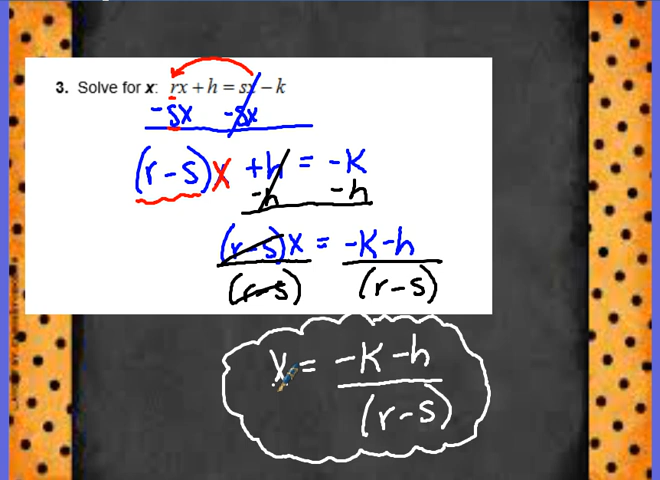 3. Solve for x: rx + h = sx - k
-sx -sx
(r-s)x +h = -K
-h -h
(r-s)x = -K-h
(r-s) (r-s)
x = -K-h
(r-s)